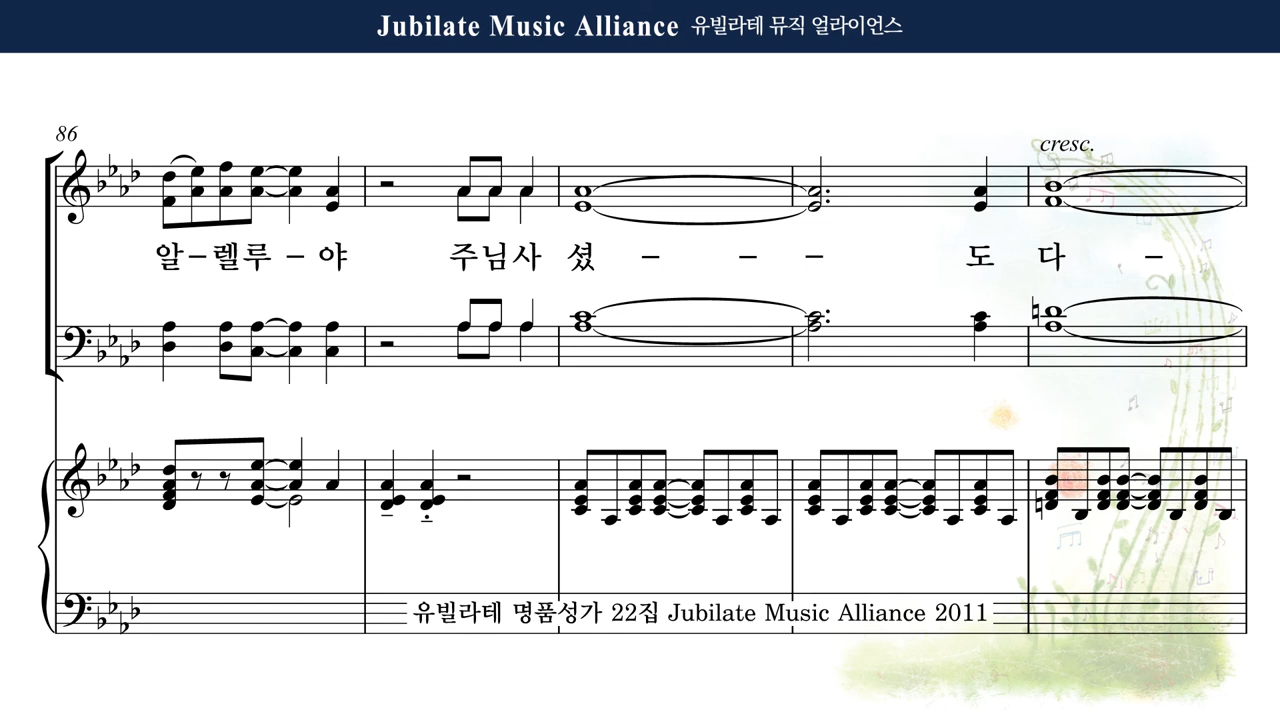 Jubilate Music Alliance 유빌라테 뮤직 얼라이언스
86
cresc.
알 – 렐루 – 야 주님사 셨 – – – 도 다 –
유빌라테 명품성가 22집 Jubilate Music Alliance 2011